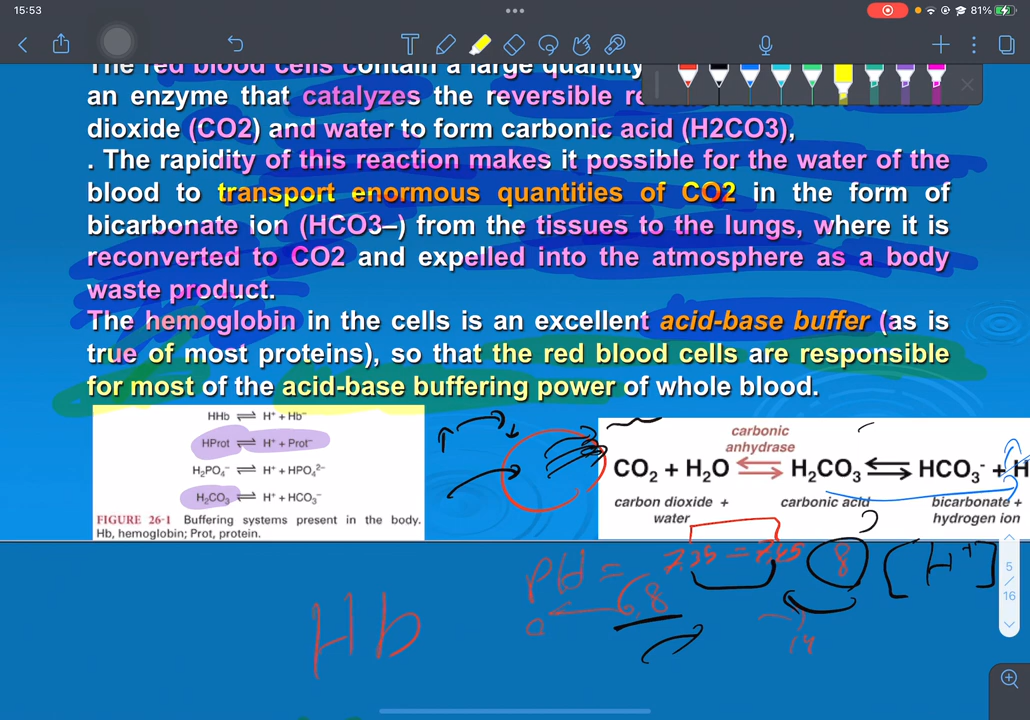 15:53
81%
The red blood cells contain a large quantity
an enzyme that catalyzes the reversible
dioxide (CO2) and water to form carbonic acid (H2CO3),
. The rapidity of this reaction makes it possible for the water of the
blood to transport enormous quantities of CO2 in the form of
bicarbonate ion (HCO3–) from the tissues to the lungs, where it is
reconverted to CO2 and expelled into the atmosphere as a body
waste product.
The hemoglobin in the cells is an excellent acid-base buffer (as is
true of most proteins), so that the red blood cells are responsible
for most of the acid-base buffering power of whole blood.
HHb ⇌ H⁺ + Hb⁻
HProt ⇌ H⁺ + Prot⁻
H₂PO₄⁻ ⇌ H⁺ + HPO₄²⁻
H₂CO₃ ⇌ H⁺ + HCO₃⁻
FIGURE 26-1 Buffering systems present in the body.
Hb, hemoglobin; Prot, protein.
carbonic
anhydrase
CO₂ + H₂O ⇌ H₂CO₃ ⇌ HCO₃⁻ + H
carbon dioxide + carbonic acid bicarbonate +
water hydrogen ion
PH = 7.35 = 7.45 8 [H⁺]
6.8
0
14
Hb
5
/
16